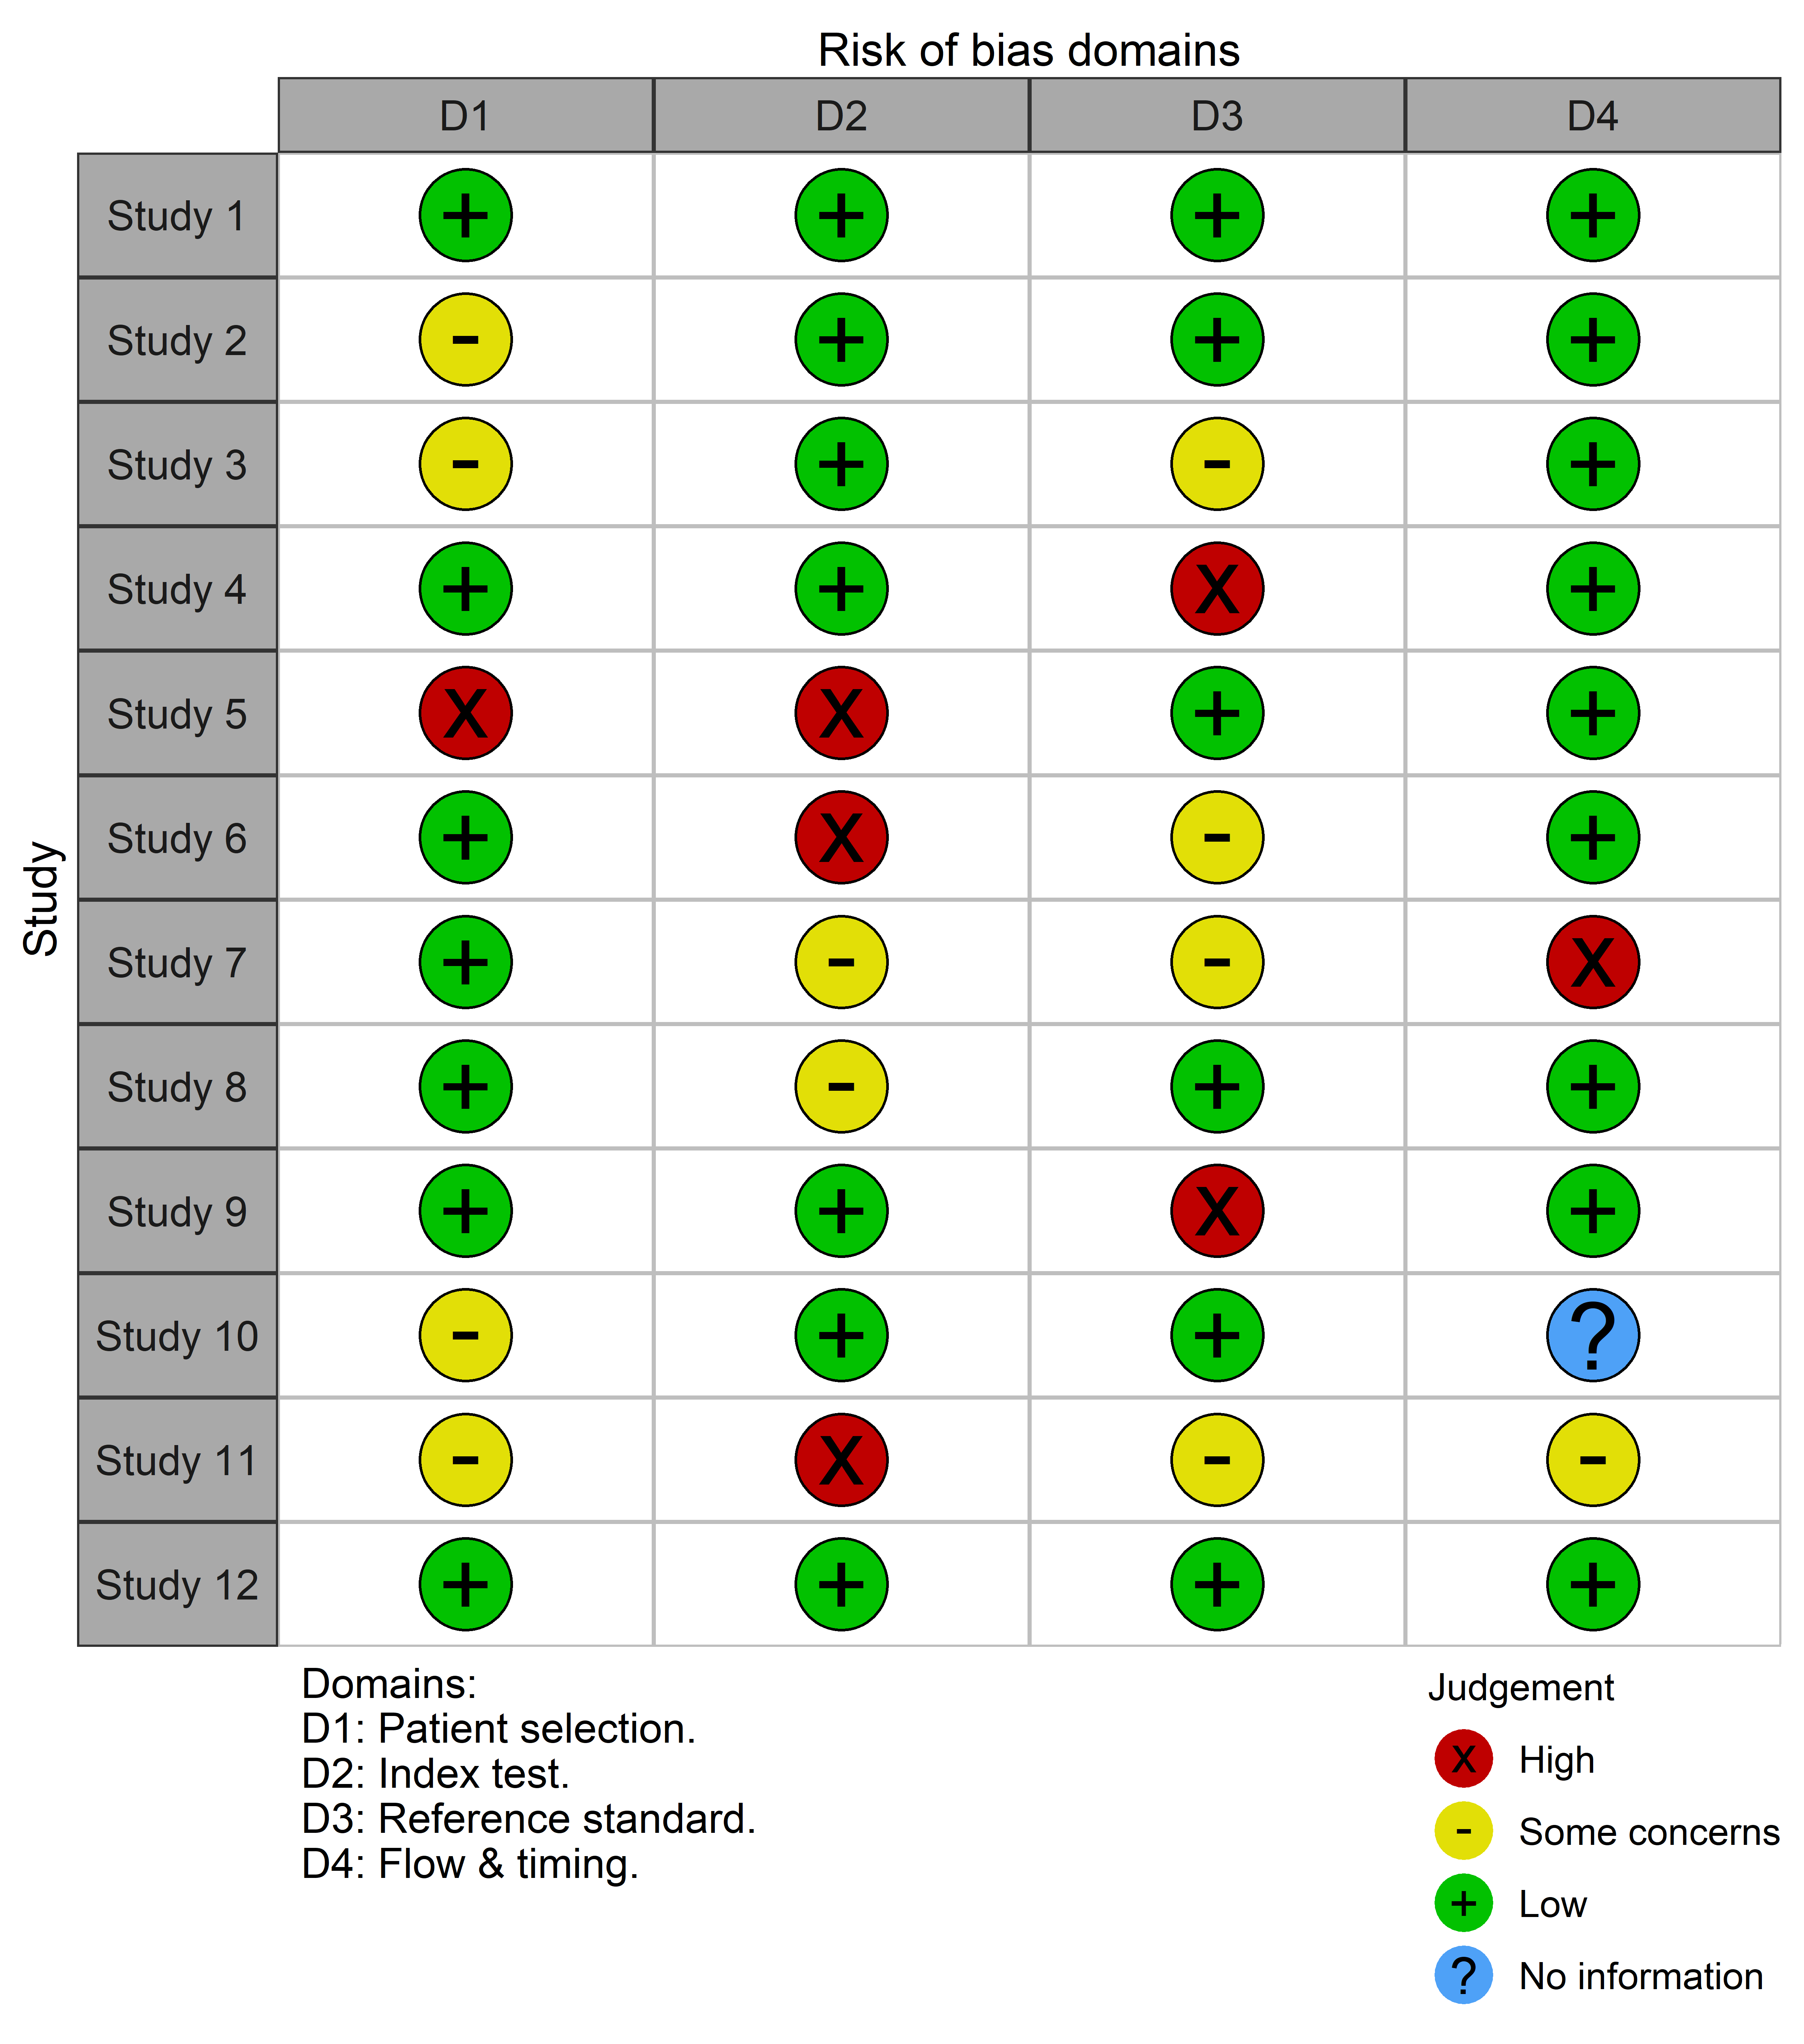 Risk of bias domains
D1 D2 D3 D4
Study
Study 1 + + + +
Study 2 - + + +
Study 3 - + - +
Study 4 + + X +
Study 5 X X + +
Study 6 + X - +
Study 7 + - - X
Study 8 + - + +
Study 9 + + X +
Study 10 - + + ?
Study 11 - X - -
Study 12 + + + +
Domains:
D1: Patient selection.
D2: Index test.
D3: Reference standard.
D4: Flow & timing.
Judgement
X High
- Some concerns
+ Low
? No information